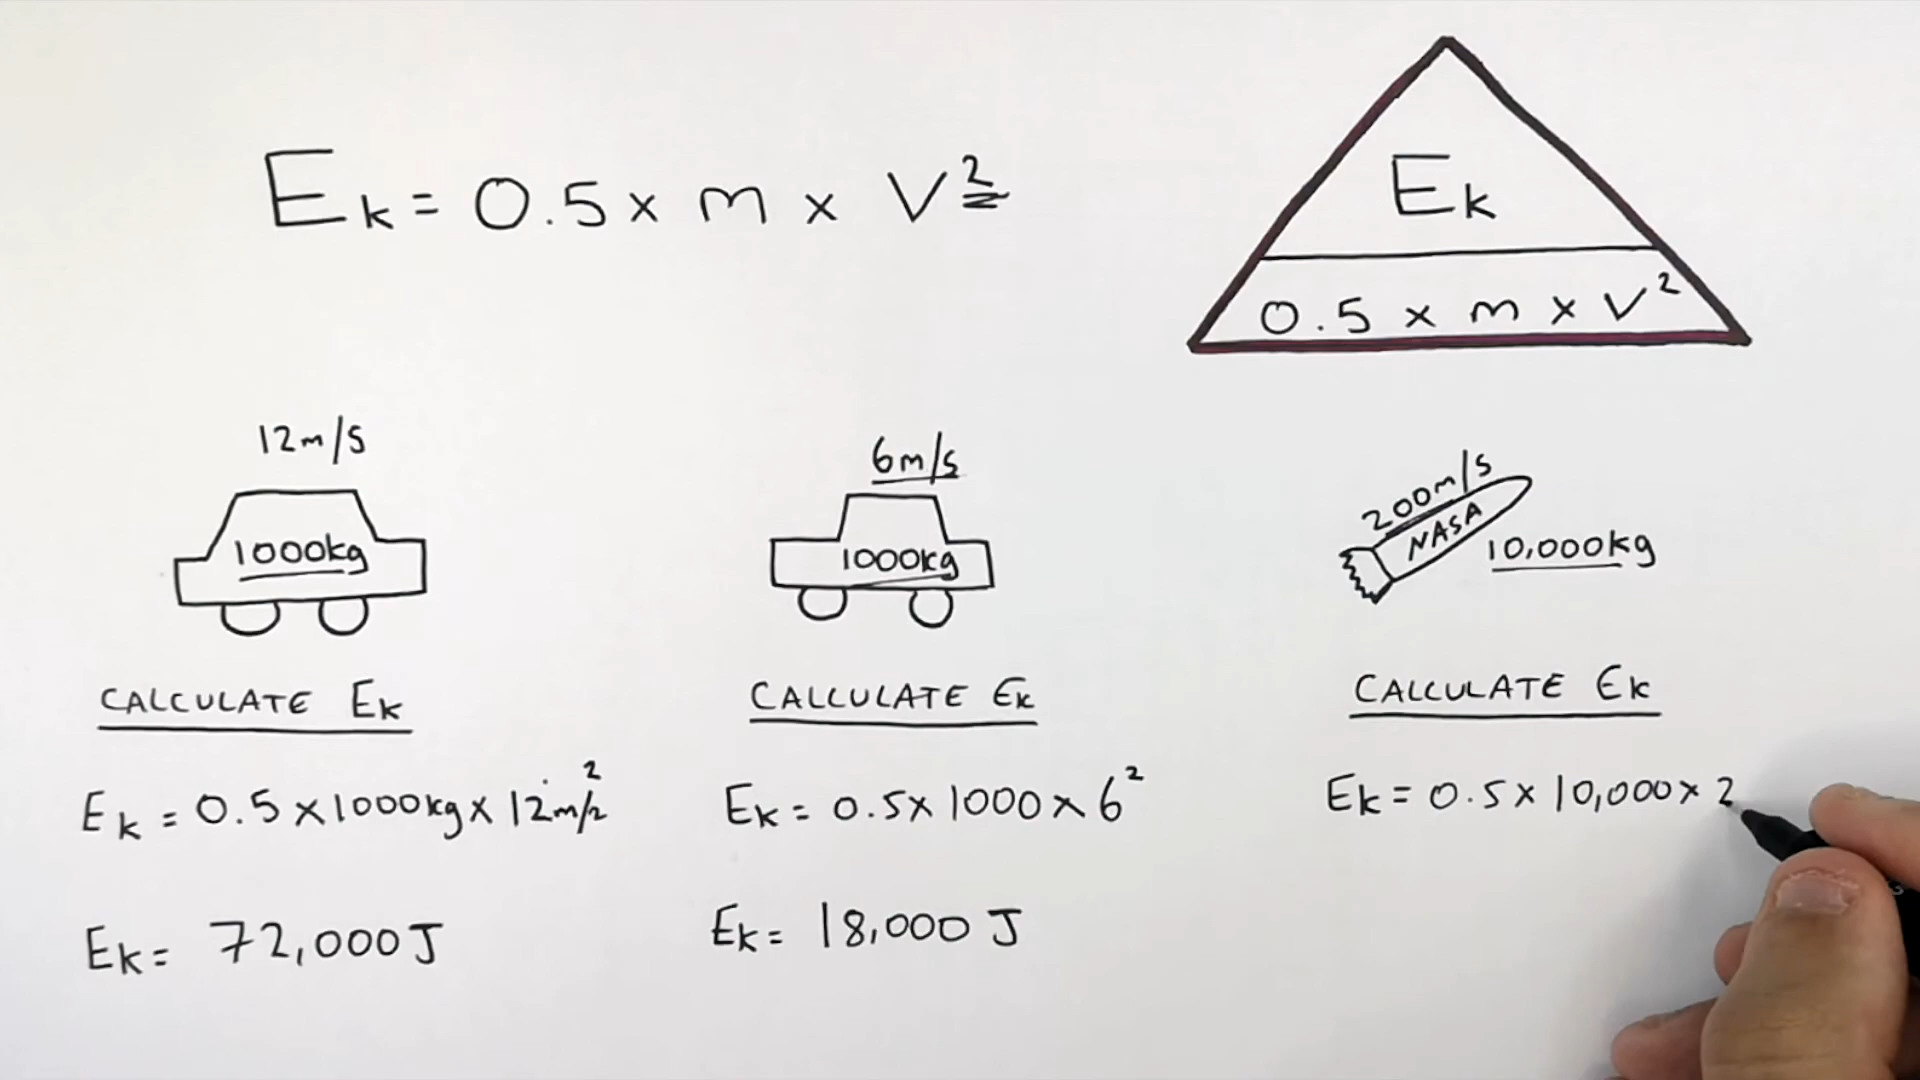 Ek = 0.5 x m x V²
Ek
0.5 x m x V²
12m/s
1000kg
6m/s
1000kg
200m/s
NASA
10,000kg
CALCULATE Ek
Ek = 0.5 x 1000kg x 12m/s²
Ek = 72,000J
CALCULATE Ek
Ek = 0.5 x 1000 x 6²
Ek = 18,000 J
CALCULATE Ek
Ek = 0.5 x 10,000 x 2